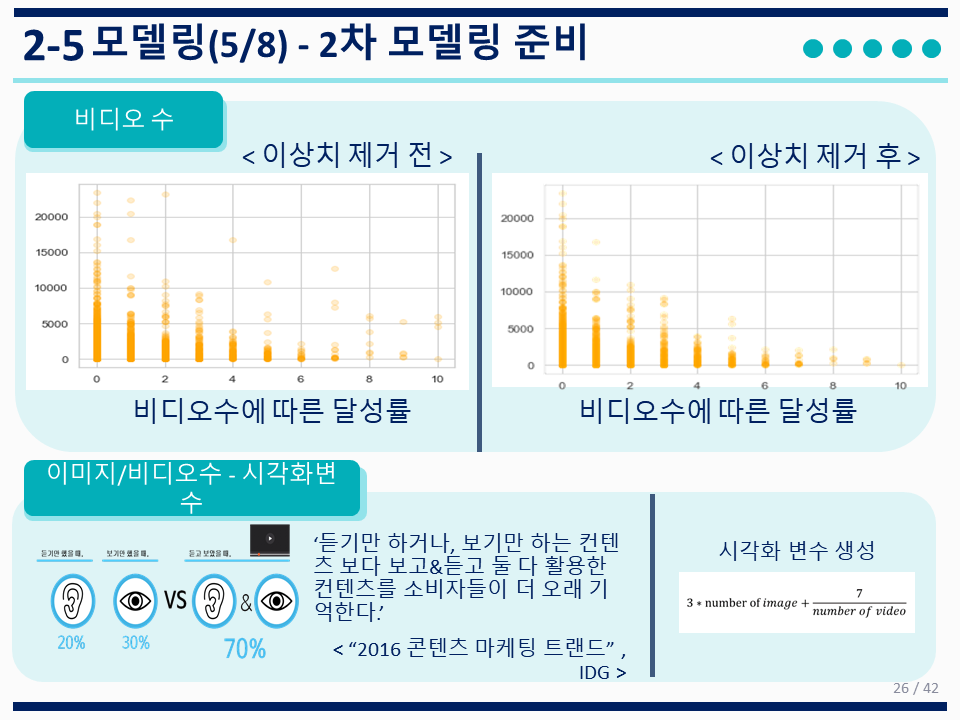 2-5 모델링(5/8) - 2차 모델링 준비
비디오 수
< 이상치 제거 전 >
20000
15000
10000
5000
0
0 2 4 6 8 10
비디오수에 따른 달성률
< 이상치 제거 후 >
20000
15000
10000
5000
0
0 2 4 6 8 10
비디오수에 따른 달성률
이미지/비디오수 - 시각화변
수
듣기만 했을 때, 보기만 했을 때, 듣고 보았을 때,
VS &
20% 30% 70%
‘듣기만 하거나, 보기만 하는 컨텐
츠 보다 보고&듣고 둘 다 활용한
컨텐츠를 소비자들이 더 오래 기
억한다.’
< “2016 콘텐츠 마케팅 트랜드” ,
IDG >
시각화 변수 생성
3 * number of image + 7
number of video
26 / 42